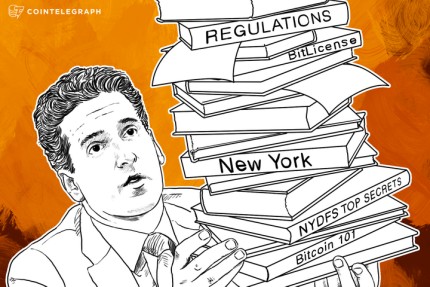 COINTELEGRAPH
REGULATIONS
BitLicense
New York
NYDFS TOP SECRETS
Bitcoin 101